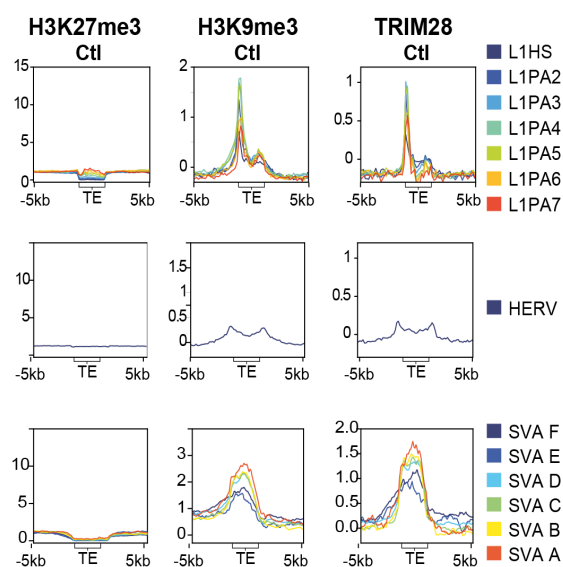 H3K27me3 H3K9me3 TRIM28
Ctl Ctl Ctl
15
10
5
0
-5kb TE 5kb
2
1
0
-5kb TE 5kb
1
0.5
0
-5kb TE 5kb
L1HS
L1PA2
L1PA3
L1PA4
L1PA5
L1PA6
L1PA7
10
5
-5kb TE 5kb
1.5
1
0.5
0
-5kb TE 5kb
1
0.5
0
-5kb TE 5kb
HERV
10
5
0
-5kb TE 5kb
3
2
1
0
-5kb TE 5kb
2.0
1.5
1.0
0.5
0.0
-5kb TE 5kb
SVA F
SVA E
SVA D
SVA C
SVA B
SVA A